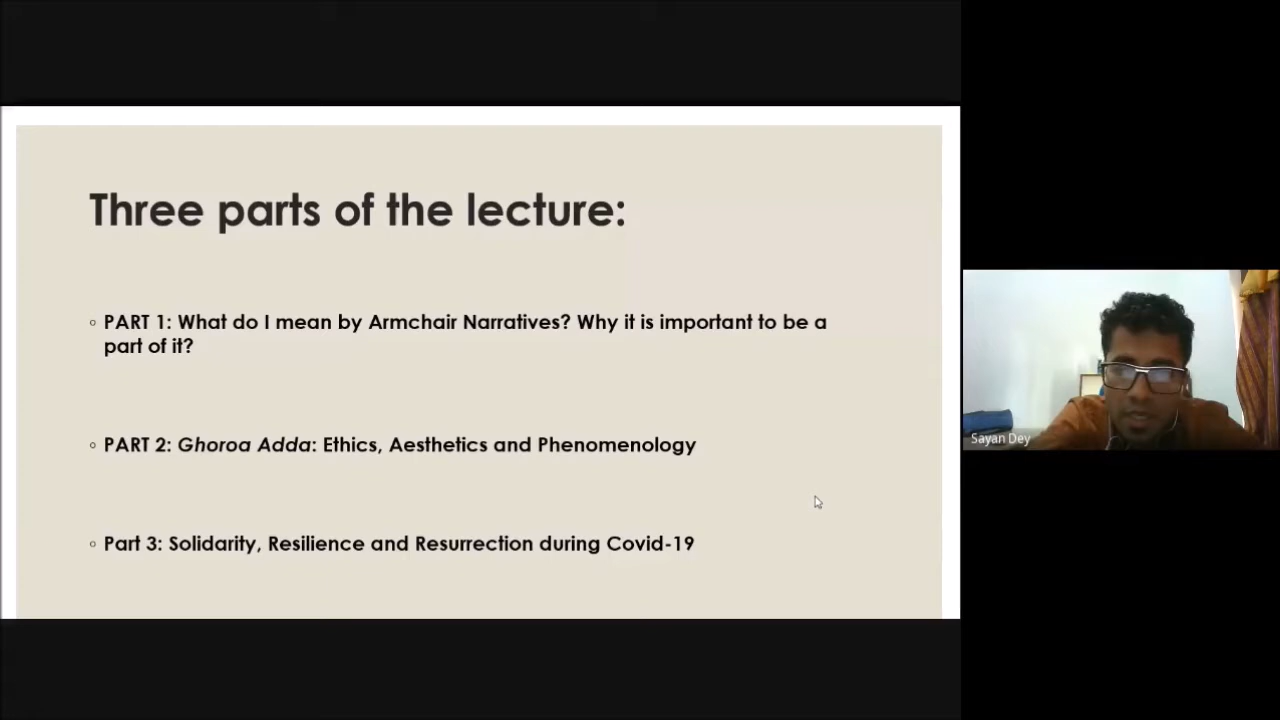 Three parts of the lecture:
◦ PART 1: What do I mean by Armchair Narratives? Why it is important to be a
part of it?
◦ PART 2: Ghoroa Adda: Ethics, Aesthetics and Phenomenology
◦ Part 3: Solidarity, Resilience and Resurrection during Covid-19
Sayan Dey